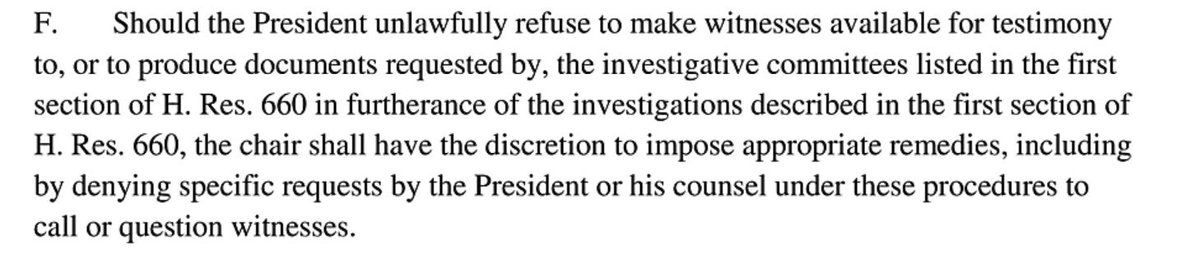 F. Should the President unlawfully refuse to make witnesses available for testimony
to, or to produce documents requested by, the investigative committees listed in the first
section of H. Res. 660 in furtherance of the investigations described in the first section of
H. Res. 660, the chair shall have the discretion to impose appropriate remedies, including
by denying specific requests by the President or his counsel under these procedures to
call or question witnesses.